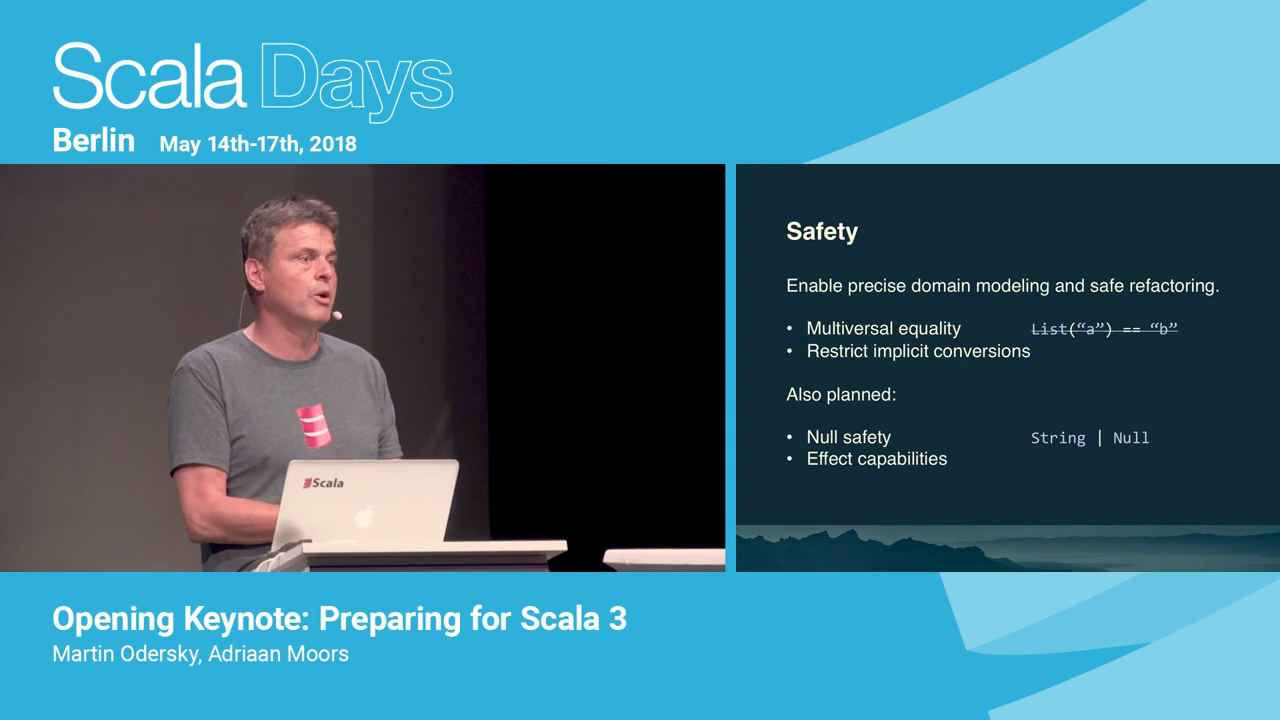 Scala Days
Berlin May 14th-17th, 2018
Safety
Enable precise domain modeling and safe refactoring.
• Multiversal equality List(“a”) == “b”
• Restrict implicit conversions
Also planned:
• Null safety String | Null
• Effect capabilities
Scala
Opening Keynote: Preparing for Scala 3
Martin Odersky, Adriaan Moors